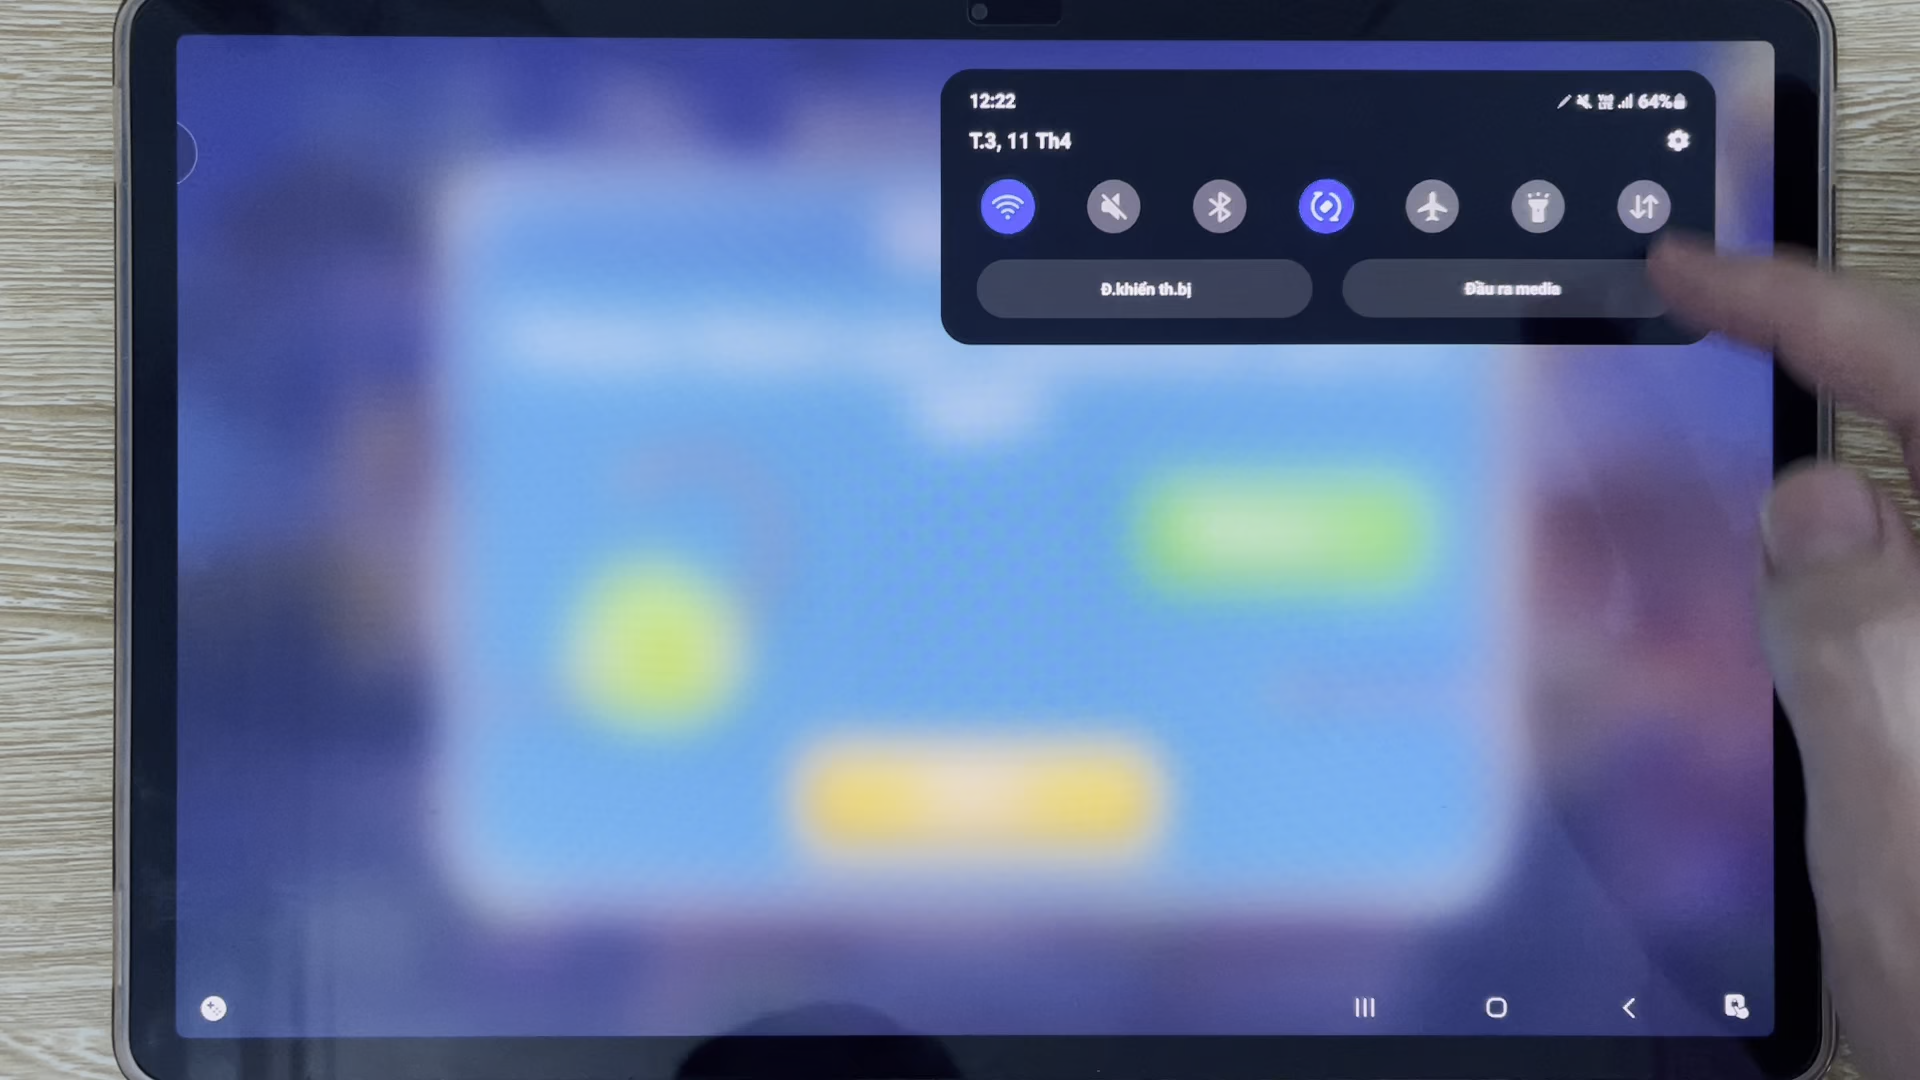 12:22
64%
T.3, 11 Th4
Đ.khiển th.bị
Đầu ra media